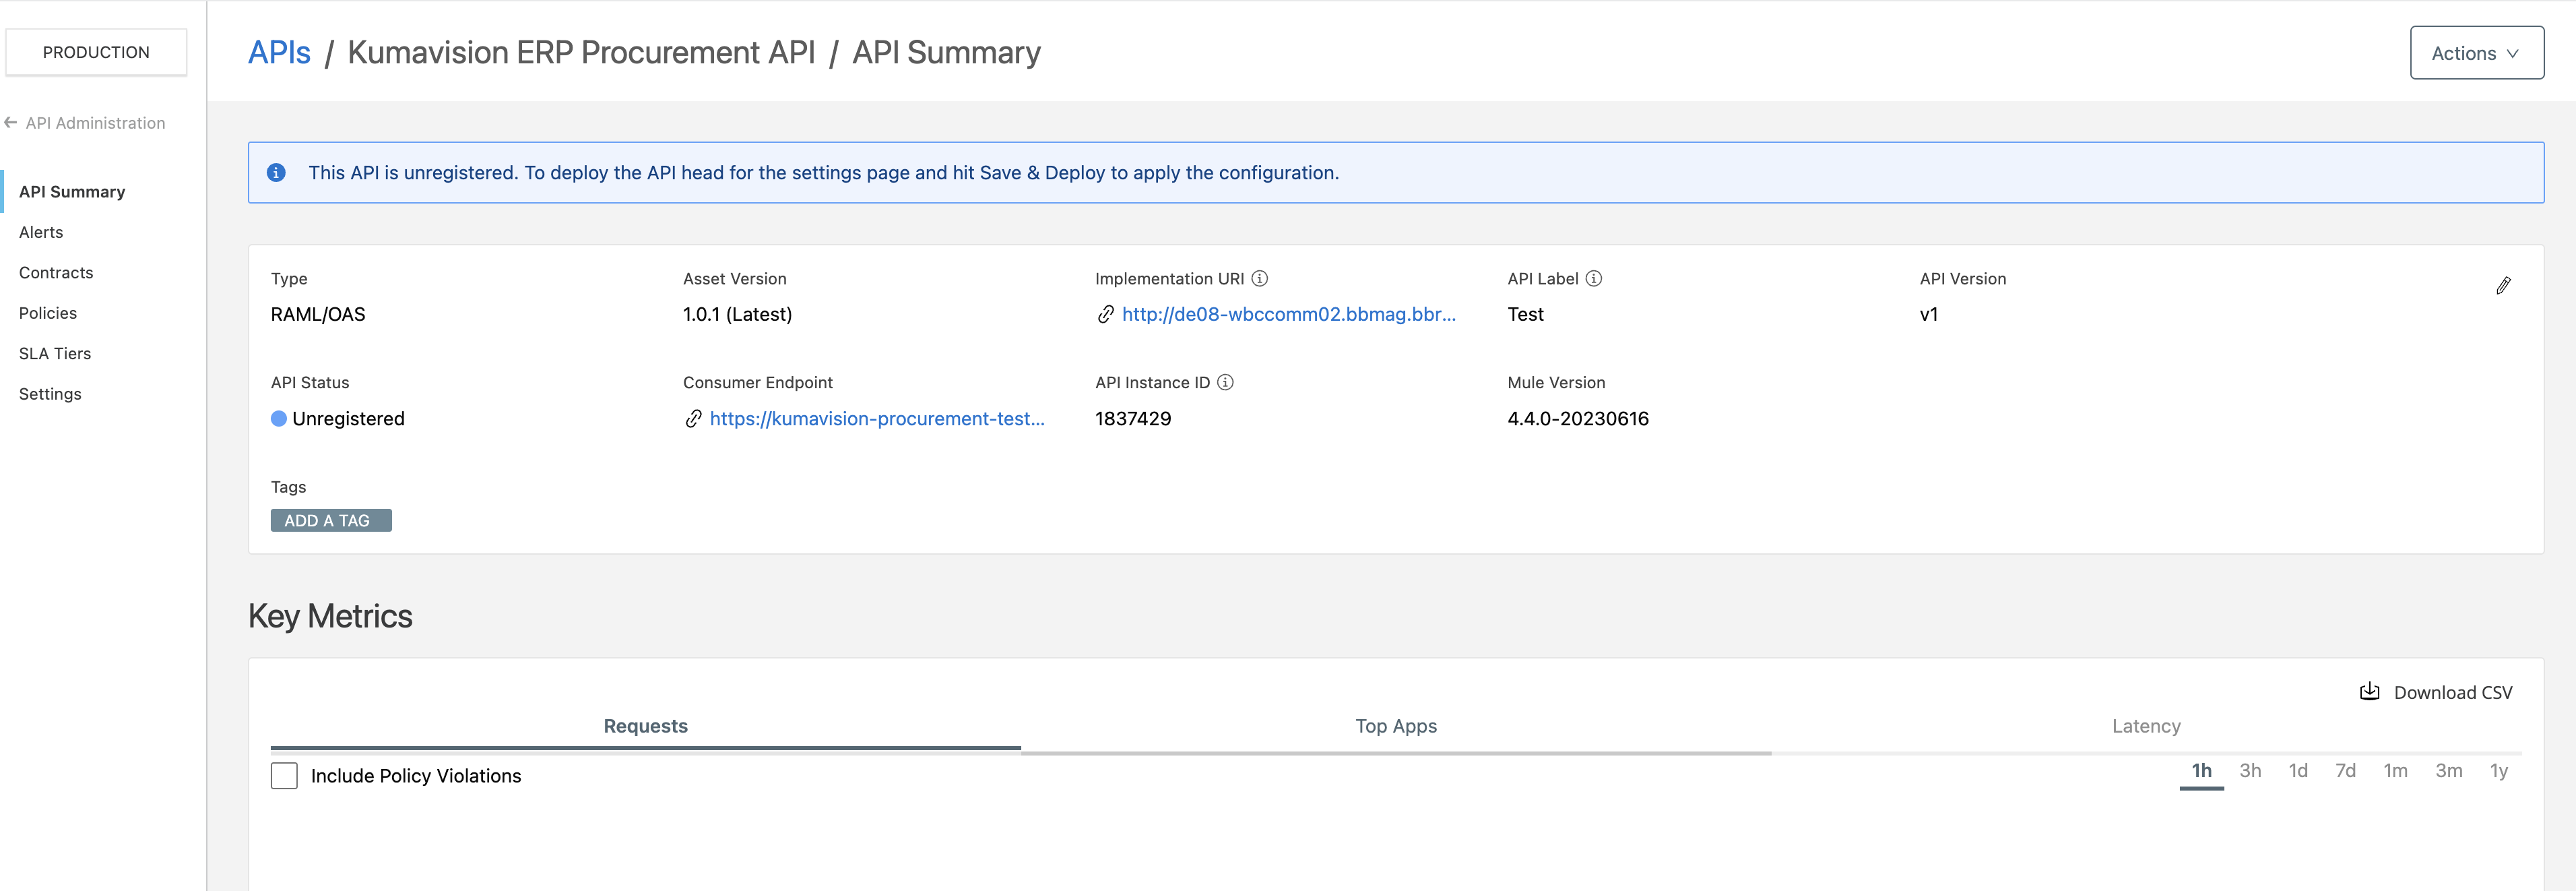 PRODUCTION
API Administration
API Summary
Alerts
Contracts
Policies
SLA Tiers
Settings
APIs / Kumavision ERP Procurement API / API Summary
Actions
This API is unregistered. To deploy the API head for the settings page and hit Save & Deploy to apply the configuration.
Type
RAML/OAS
Asset Version
1.0.1 (Latest)
Implementation URI
http://de08-wbccomm02.bbmag.bbr...
API Label
Test
API Version
v1
API Status
Unregistered
Consumer Endpoint
https://kumavision-procurement-test...
API Instance ID
1837429
Mule Version
4.4.0-20230616
Tags
ADD A TAG
Key Metrics
Download CSV
Requests
Top Apps
Latency
Include Policy Violations
1h 3h 1d 7d 1m 3m 1y